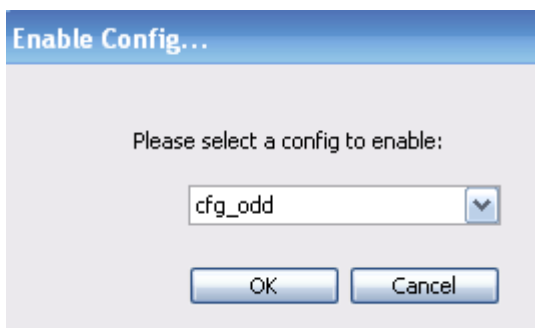 Enable Config...
Please select a config to enable:
cfg_odd
OK Cancel